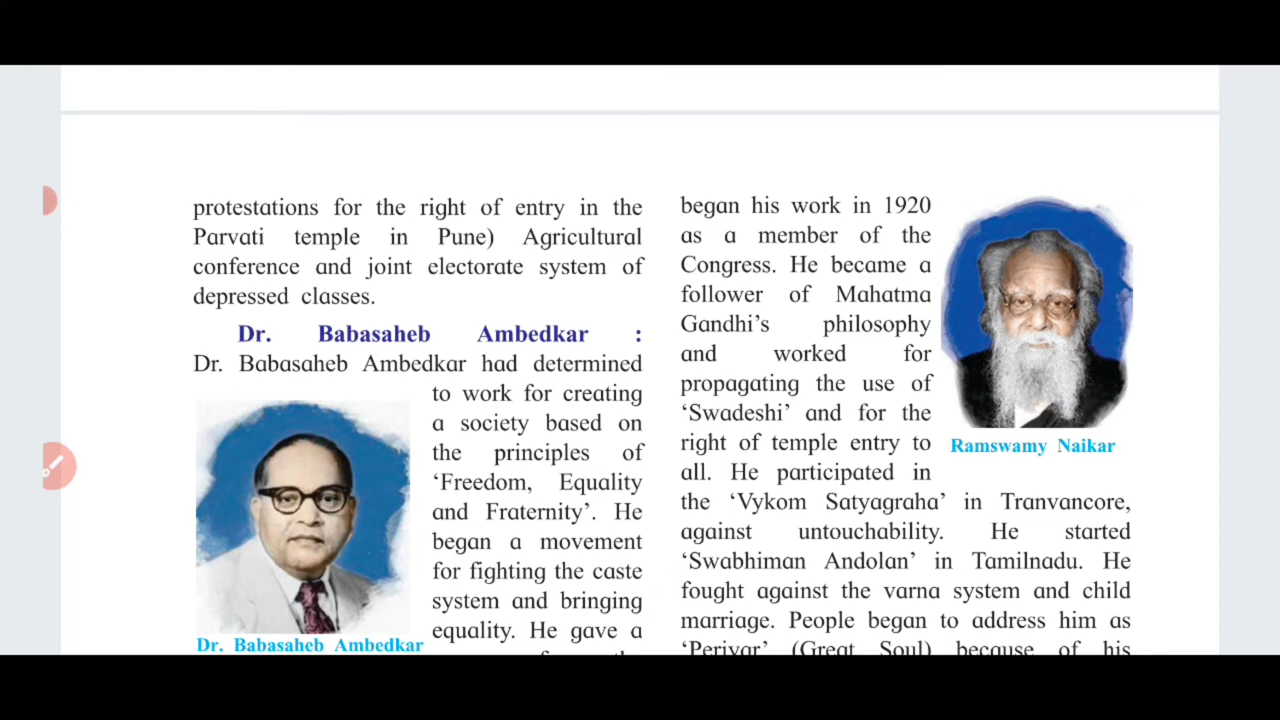 protestations for the right of entry in the
Parvati temple in Pune) Agricultural
conference and joint electorate system of
depressed classes.
Dr. Babasaheb Ambedkar :
Dr. Babasaheb Ambedkar had determined
to work for creating
a society based on
the principles of
‘Freedom, Equality
and Fraternity’. He
began a movement
for fighting the caste
system and bringing
equality. He gave a
Dr. Babasaheb Ambedkar
began his work in 1920
as a member of the
Congress. He became a
follower of Mahatma
Gandhi’s philosophy
and worked for
propagating the use of
‘Swadeshi’ and for the
right of temple entry to
all. He participated in
Ramswamy Naikar
the ‘Vykom Satyagraha’ in Tranvancore,
against untouchability. He started
‘Swabhiman Andolan’ in Tamilnadu. He
fought against the varna system and child
marriage. People began to address him as
‘Periyar’ (Great Soul) because of his